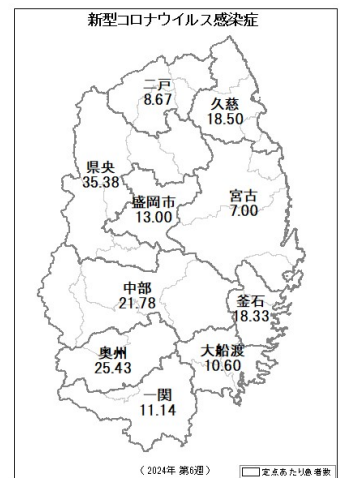 新型コロナウイルス感染症
二戸
8.67
久慈
18.50
県央
35.38
盛岡市
13.00
宮古
7.00
中部
21.78
釜石
18.33
奥州
25.43
大船渡
10.60
一関
11.14
（2024年 第6週）
定点あたり患者数